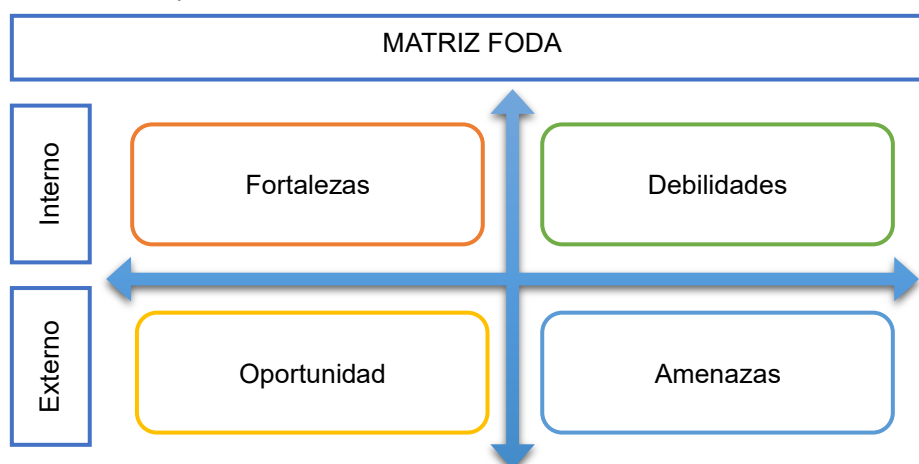 MATRIZ FODA
Interno
Fortalezas
Debilidades
Externo
Oportunidad
Amenazas